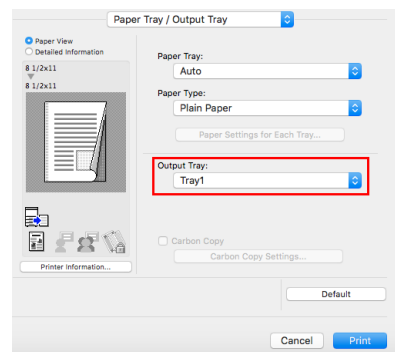 Paper Tray / Output Tray
Paper View
Detailed Information
8 1/2x11
8 1/2x11
Printer Information...
Paper Tray:
Auto
Paper Type:
Plain Paper
Paper Settings for Each Tray...
Output Tray:
Tray1
Carbon Copy
Carbon Copy Settings...
Default
Cancel
Print